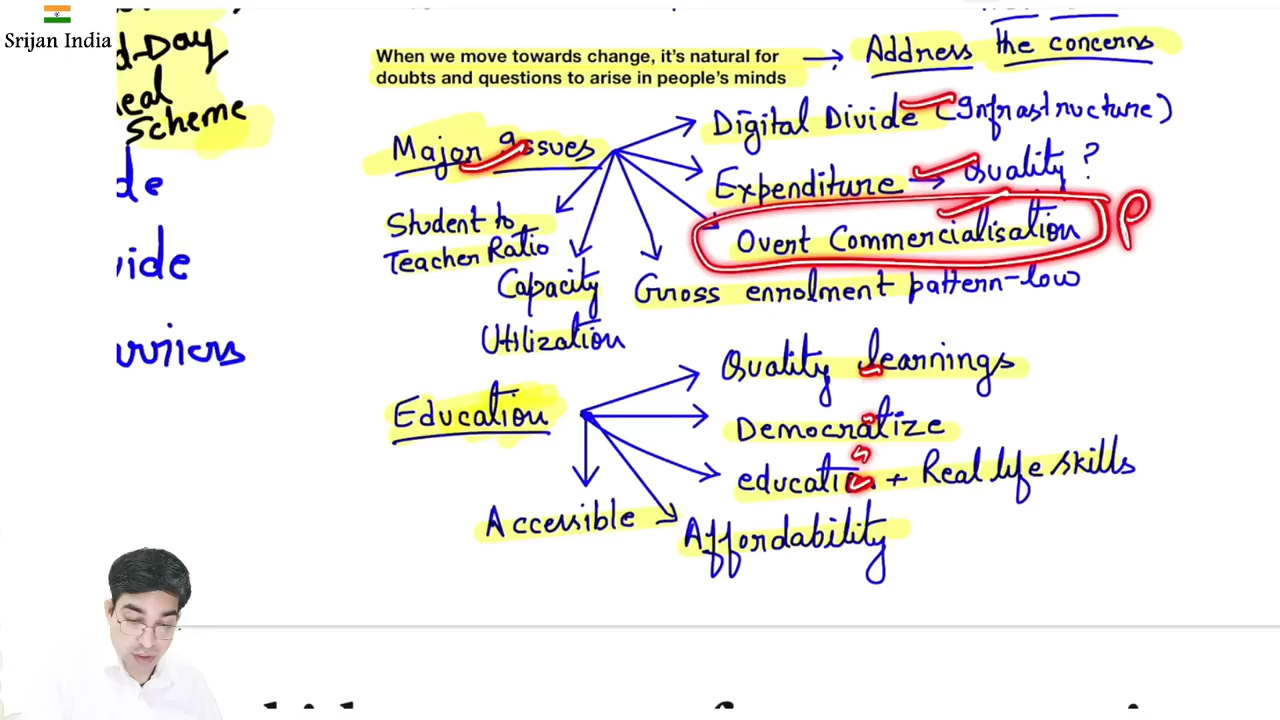 Srijan India
d-Day
eal
Scheme
de
ide
When we move towards change, it's natural for
doubts and questions to arise in people's minds
→ Address the concerns
Major issues
Digital Divide (Infrastructure)
Expenditure → Quality?
Overt Commercialisation P
Student to
Teacher Ratio
Capacity
Utilization
Gross enrolment pattern-low
Education
Quality learnings
Democratize
education + Real life skills
Accessible
Affordability